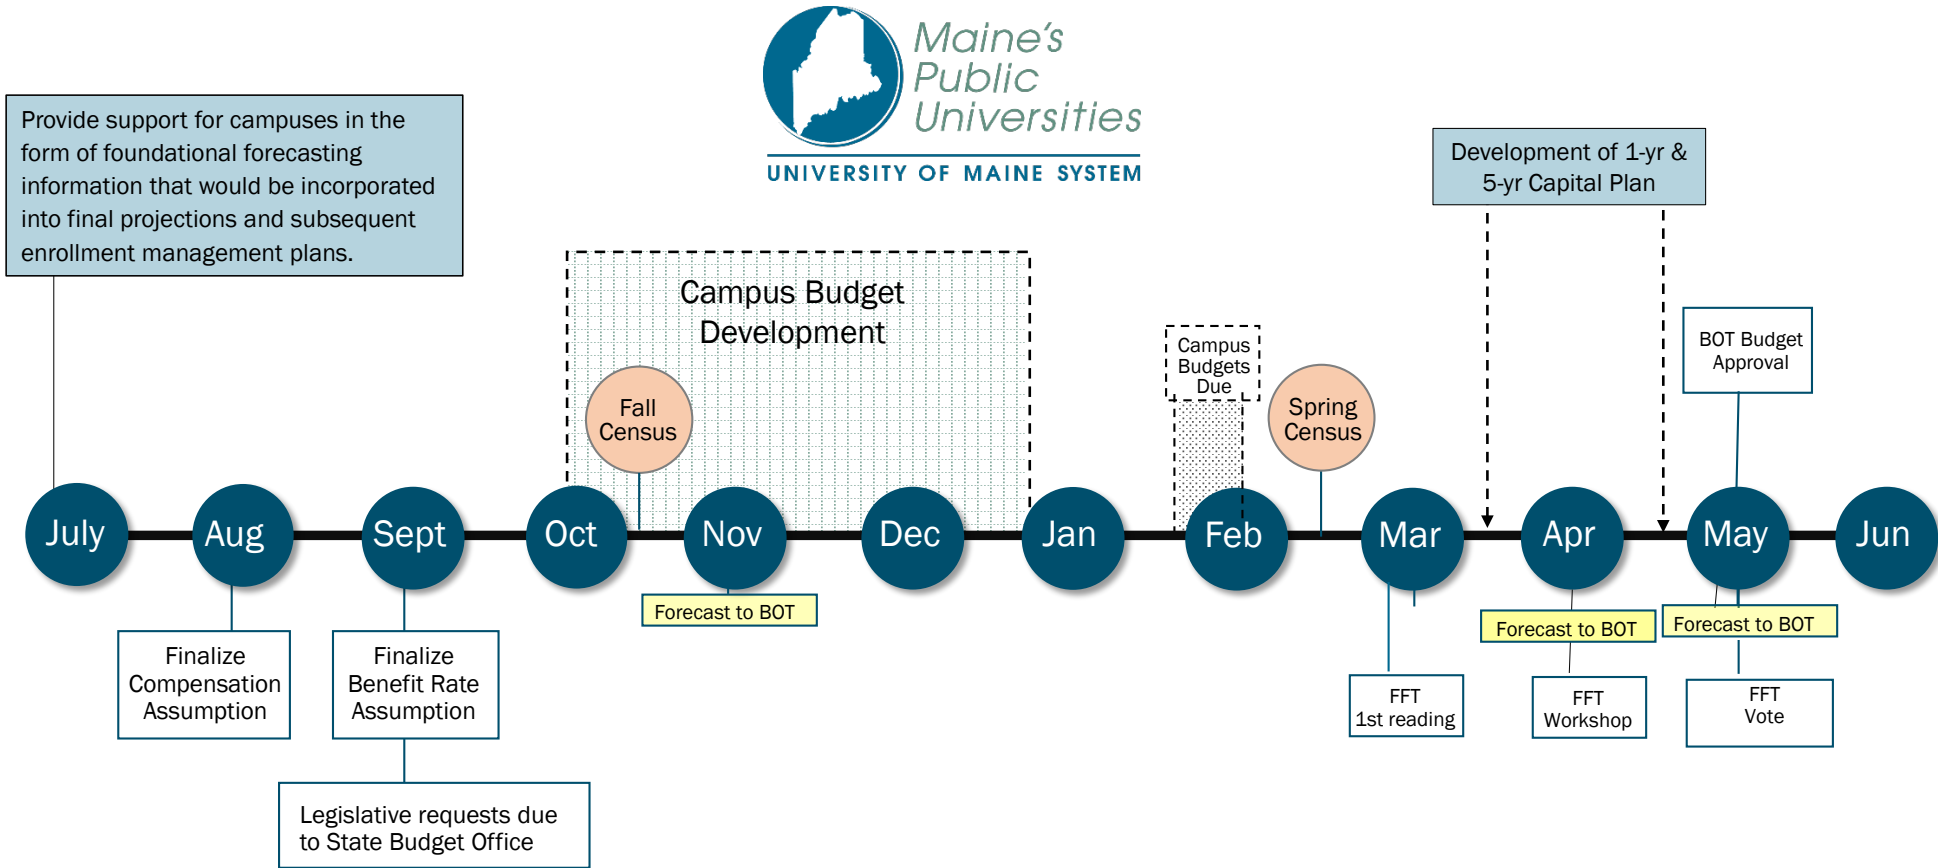 Maine's
Public
Universities
UNIVERSITY OF MAINE SYSTEM
Provide support for campuses in the
form of foundational forecasting
information that would be incorporated
into final projections and subsequent
enrollment management plans.
Development of 1-yr &
5-yr Capital Plan
Campus Budget
Development
Campus
Budgets
Due
BOT Budget
Approval
Fall
Census
Spring
Census
July
Aug
Sept
Oct
Nov
Dec
Jan
Feb
Mar
Apr
May
Jun
Forecast to BOT
Forecast to BOT
Forecast to BOT
Finalize
Compensation
Assumption
Finalize
Benefit Rate
Assumption
FFT
1st reading
FFT
Workshop
FFT
Vote
Legislative requests due
to State Budget Office